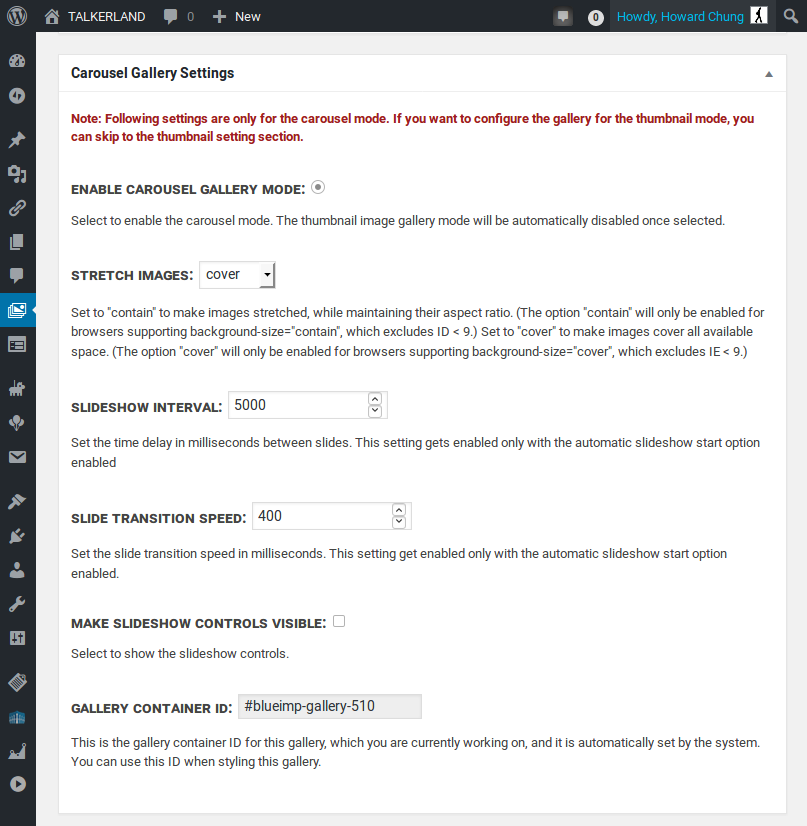 TALKERLAND 0 New 0 Howdy, Howard Chung
Carousel Gallery Settings
Note: Following settings are only for the carousel mode. If you want to configure the gallery for the thumbnail mode, you
can skip to the thumbnail setting section.
ENABLE CAROUSEL GALLERY MODE:
Select to enable the carousel mode. The thumbnail image gallery mode will be automatically disabled once selected.
STRETCH IMAGES: cover
Set to "contain" to make images stretched, while maintaining their aspect ratio. (The option "contain" will only be enabled for
browsers supporting background-size="contain", which excludes ID < 9.) Set to "cover" to make images cover all available
space. (The option "cover" will only be enabled for browsers supporting background-size="cover", which excludes IE < 9.)
SLIDESHOW INTERVAL: 5000
Set the time delay in milliseconds between slides. This setting gets enabled only with the automatic slideshow start option
enabled
SLIDE TRANSITION SPEED: 400
Set the slide transition speed in milliseconds. This setting get enabled only with the automatic slideshow start option
enabled.
MAKE SLIDESHOW CONTROLS VISIBLE:
Select to show the slideshow controls.
GALLERY CONTAINER ID: #blueimp-gallery-510
This is the gallery container ID for this gallery, which you are currently working on, and it is automatically set by the system.
You can use this ID when styling this gallery.